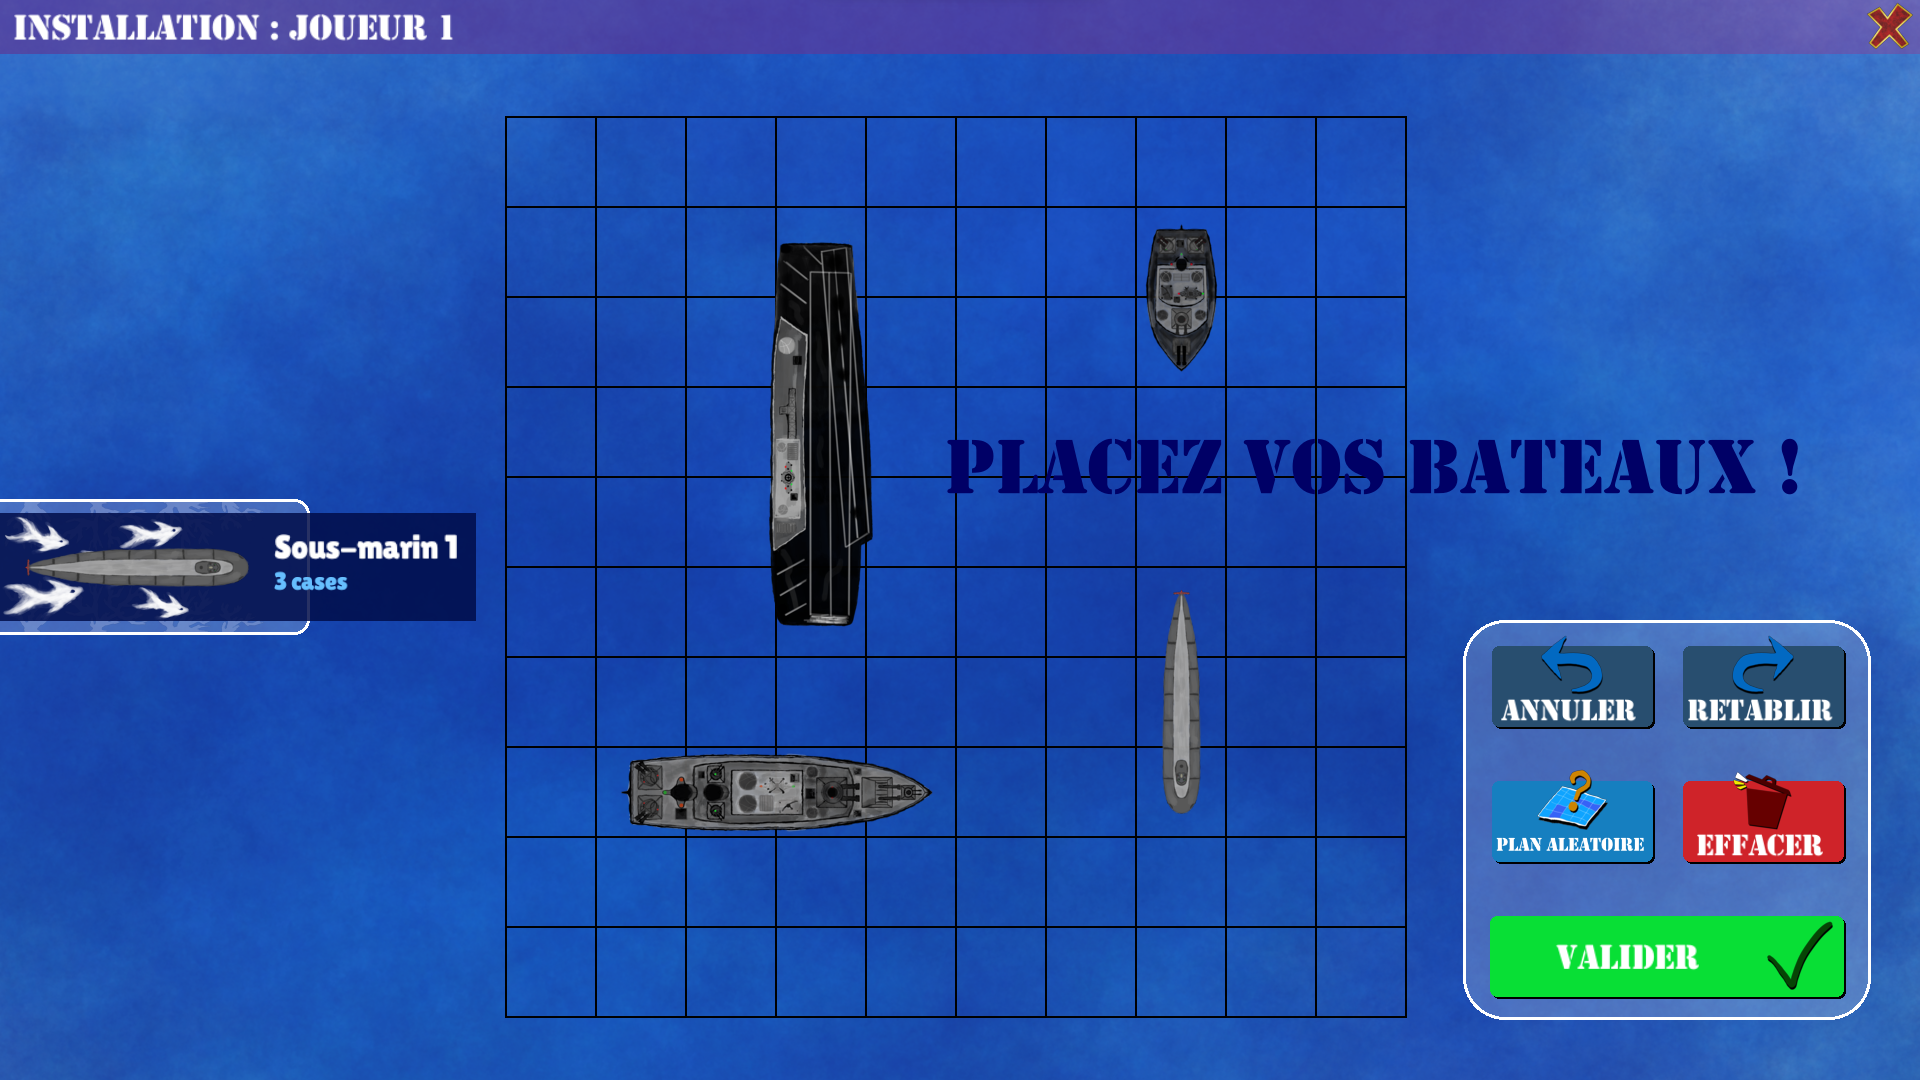 INSTALLATION : JOUEUR 1
PLACEZ VOS BATEAUX !
Sous-marin 1
3 cases
ANNULER
RETABLIR
PLAN ALEATOIRE
EFFACER
VALIDER